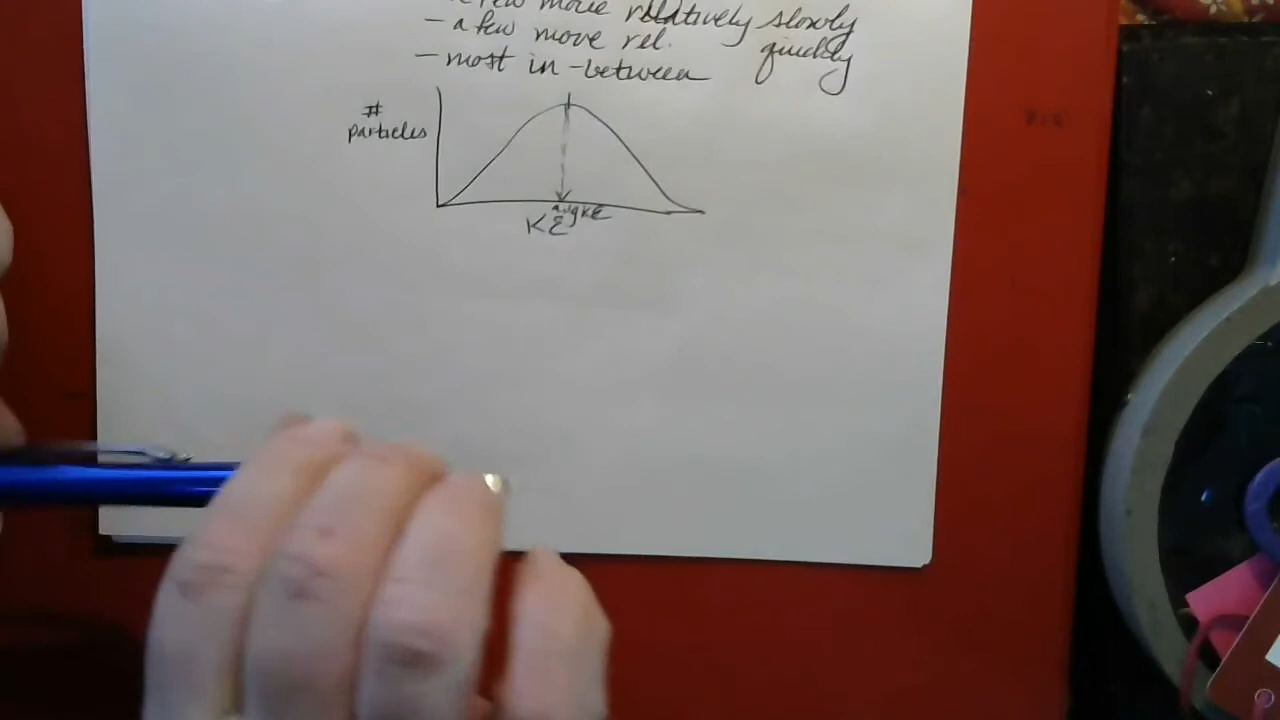 few move relatively slowly
- a few move rel. quickly
- most in-between
#
particles
avg KE
KE